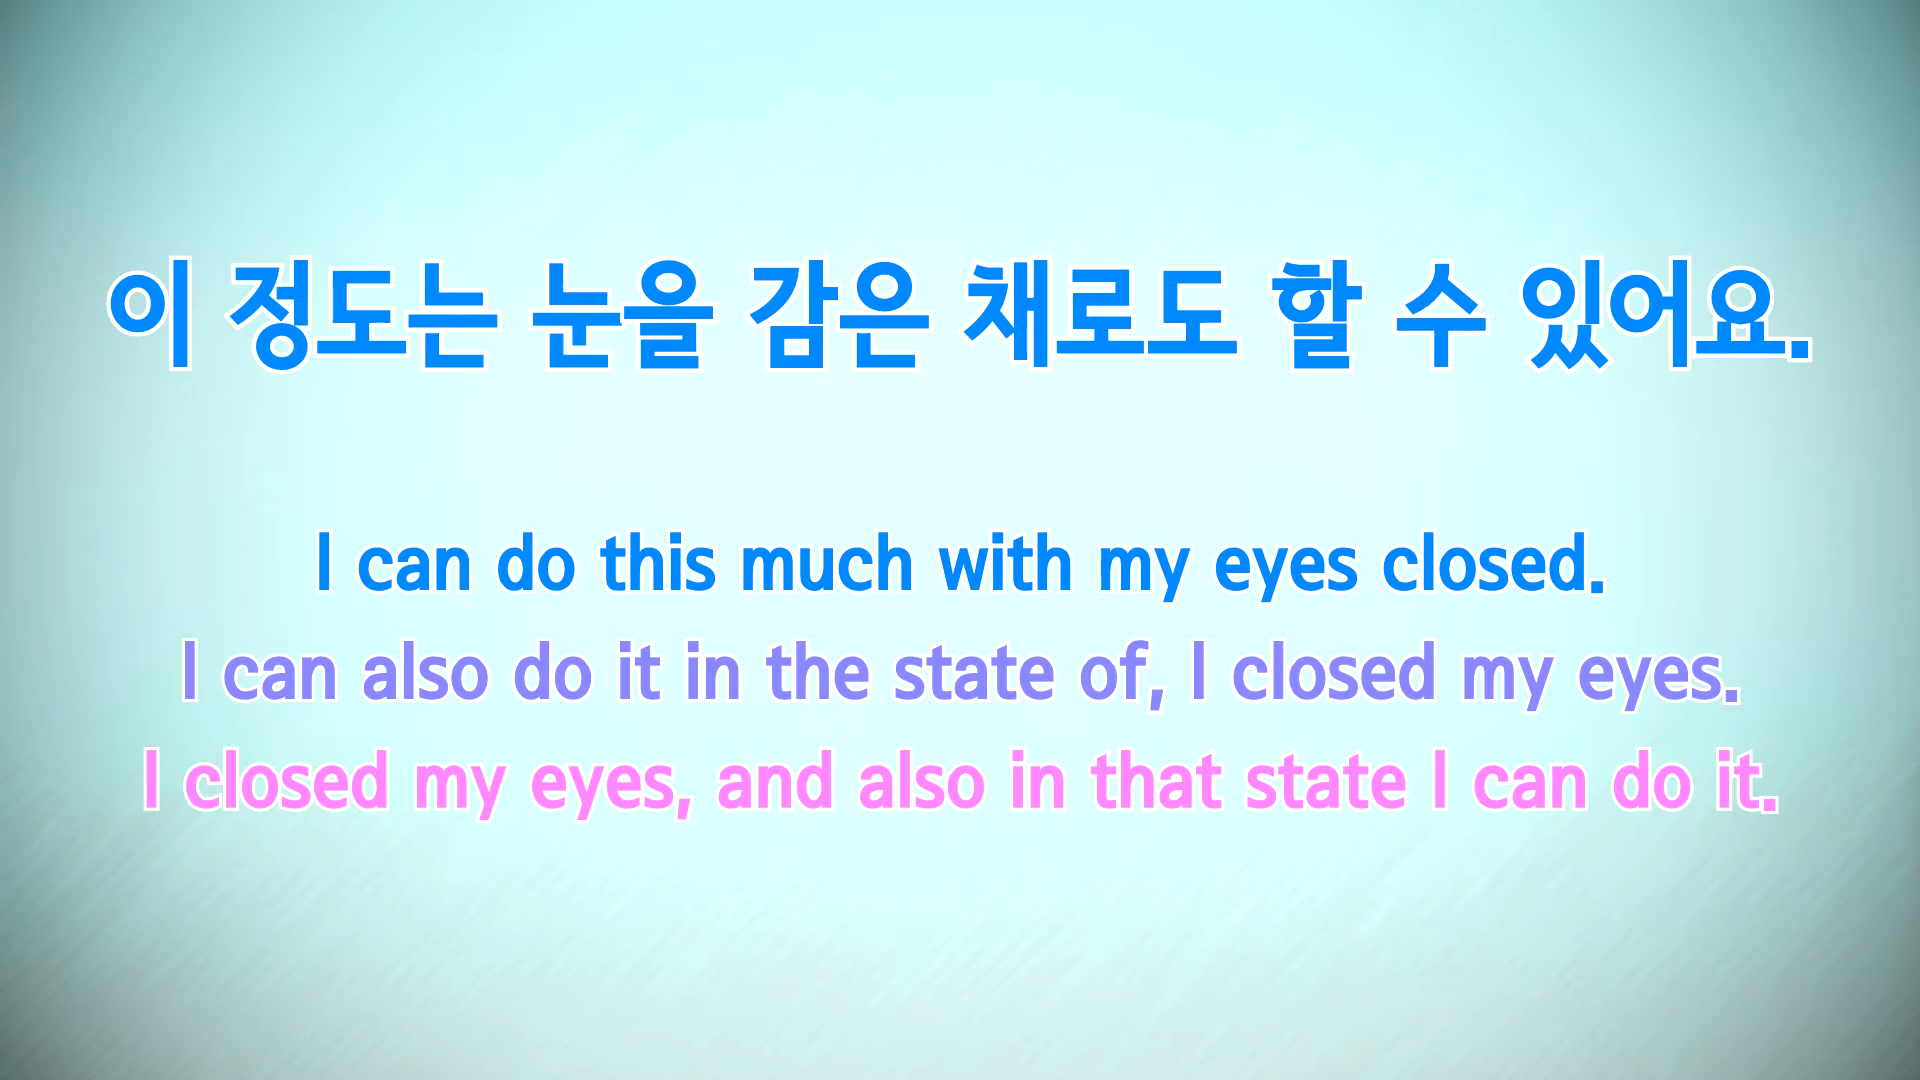 이 정도는 눈을 감은 채로도 할 수 있어요.
I can do this much with my eyes closed.
I can also do it in the state of, I closed my eyes.
I closed my eyes, and also in that state I can do it.